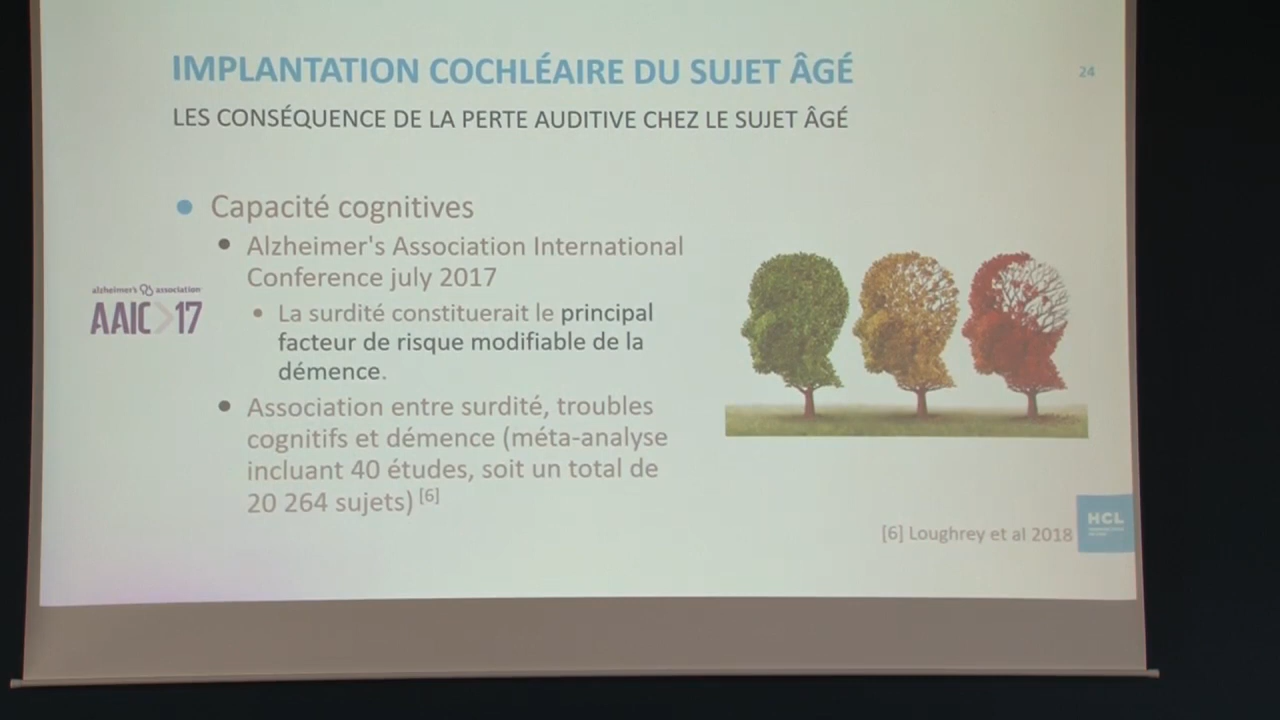 IMPLANTATION COCHLÉAIRE DU SUJET ÂGÉ
24
LES CONSÉQUENCE DE LA PERTE AUDITIVE CHEZ LE SUJET ÂGÉ
Capacité cognitives
Alzheimer's Association International
Conference july 2017
alzheimer's association
AAIC>17
La surdité constituerait le principal
facteur de risque modifiable de la
démence.
Association entre surdité, troubles
cognitifs et démence (méta-analyse
incluant 40 études, soit un total de
20 264 sujets) [6]
[6] Loughrey et al 2018
HCL